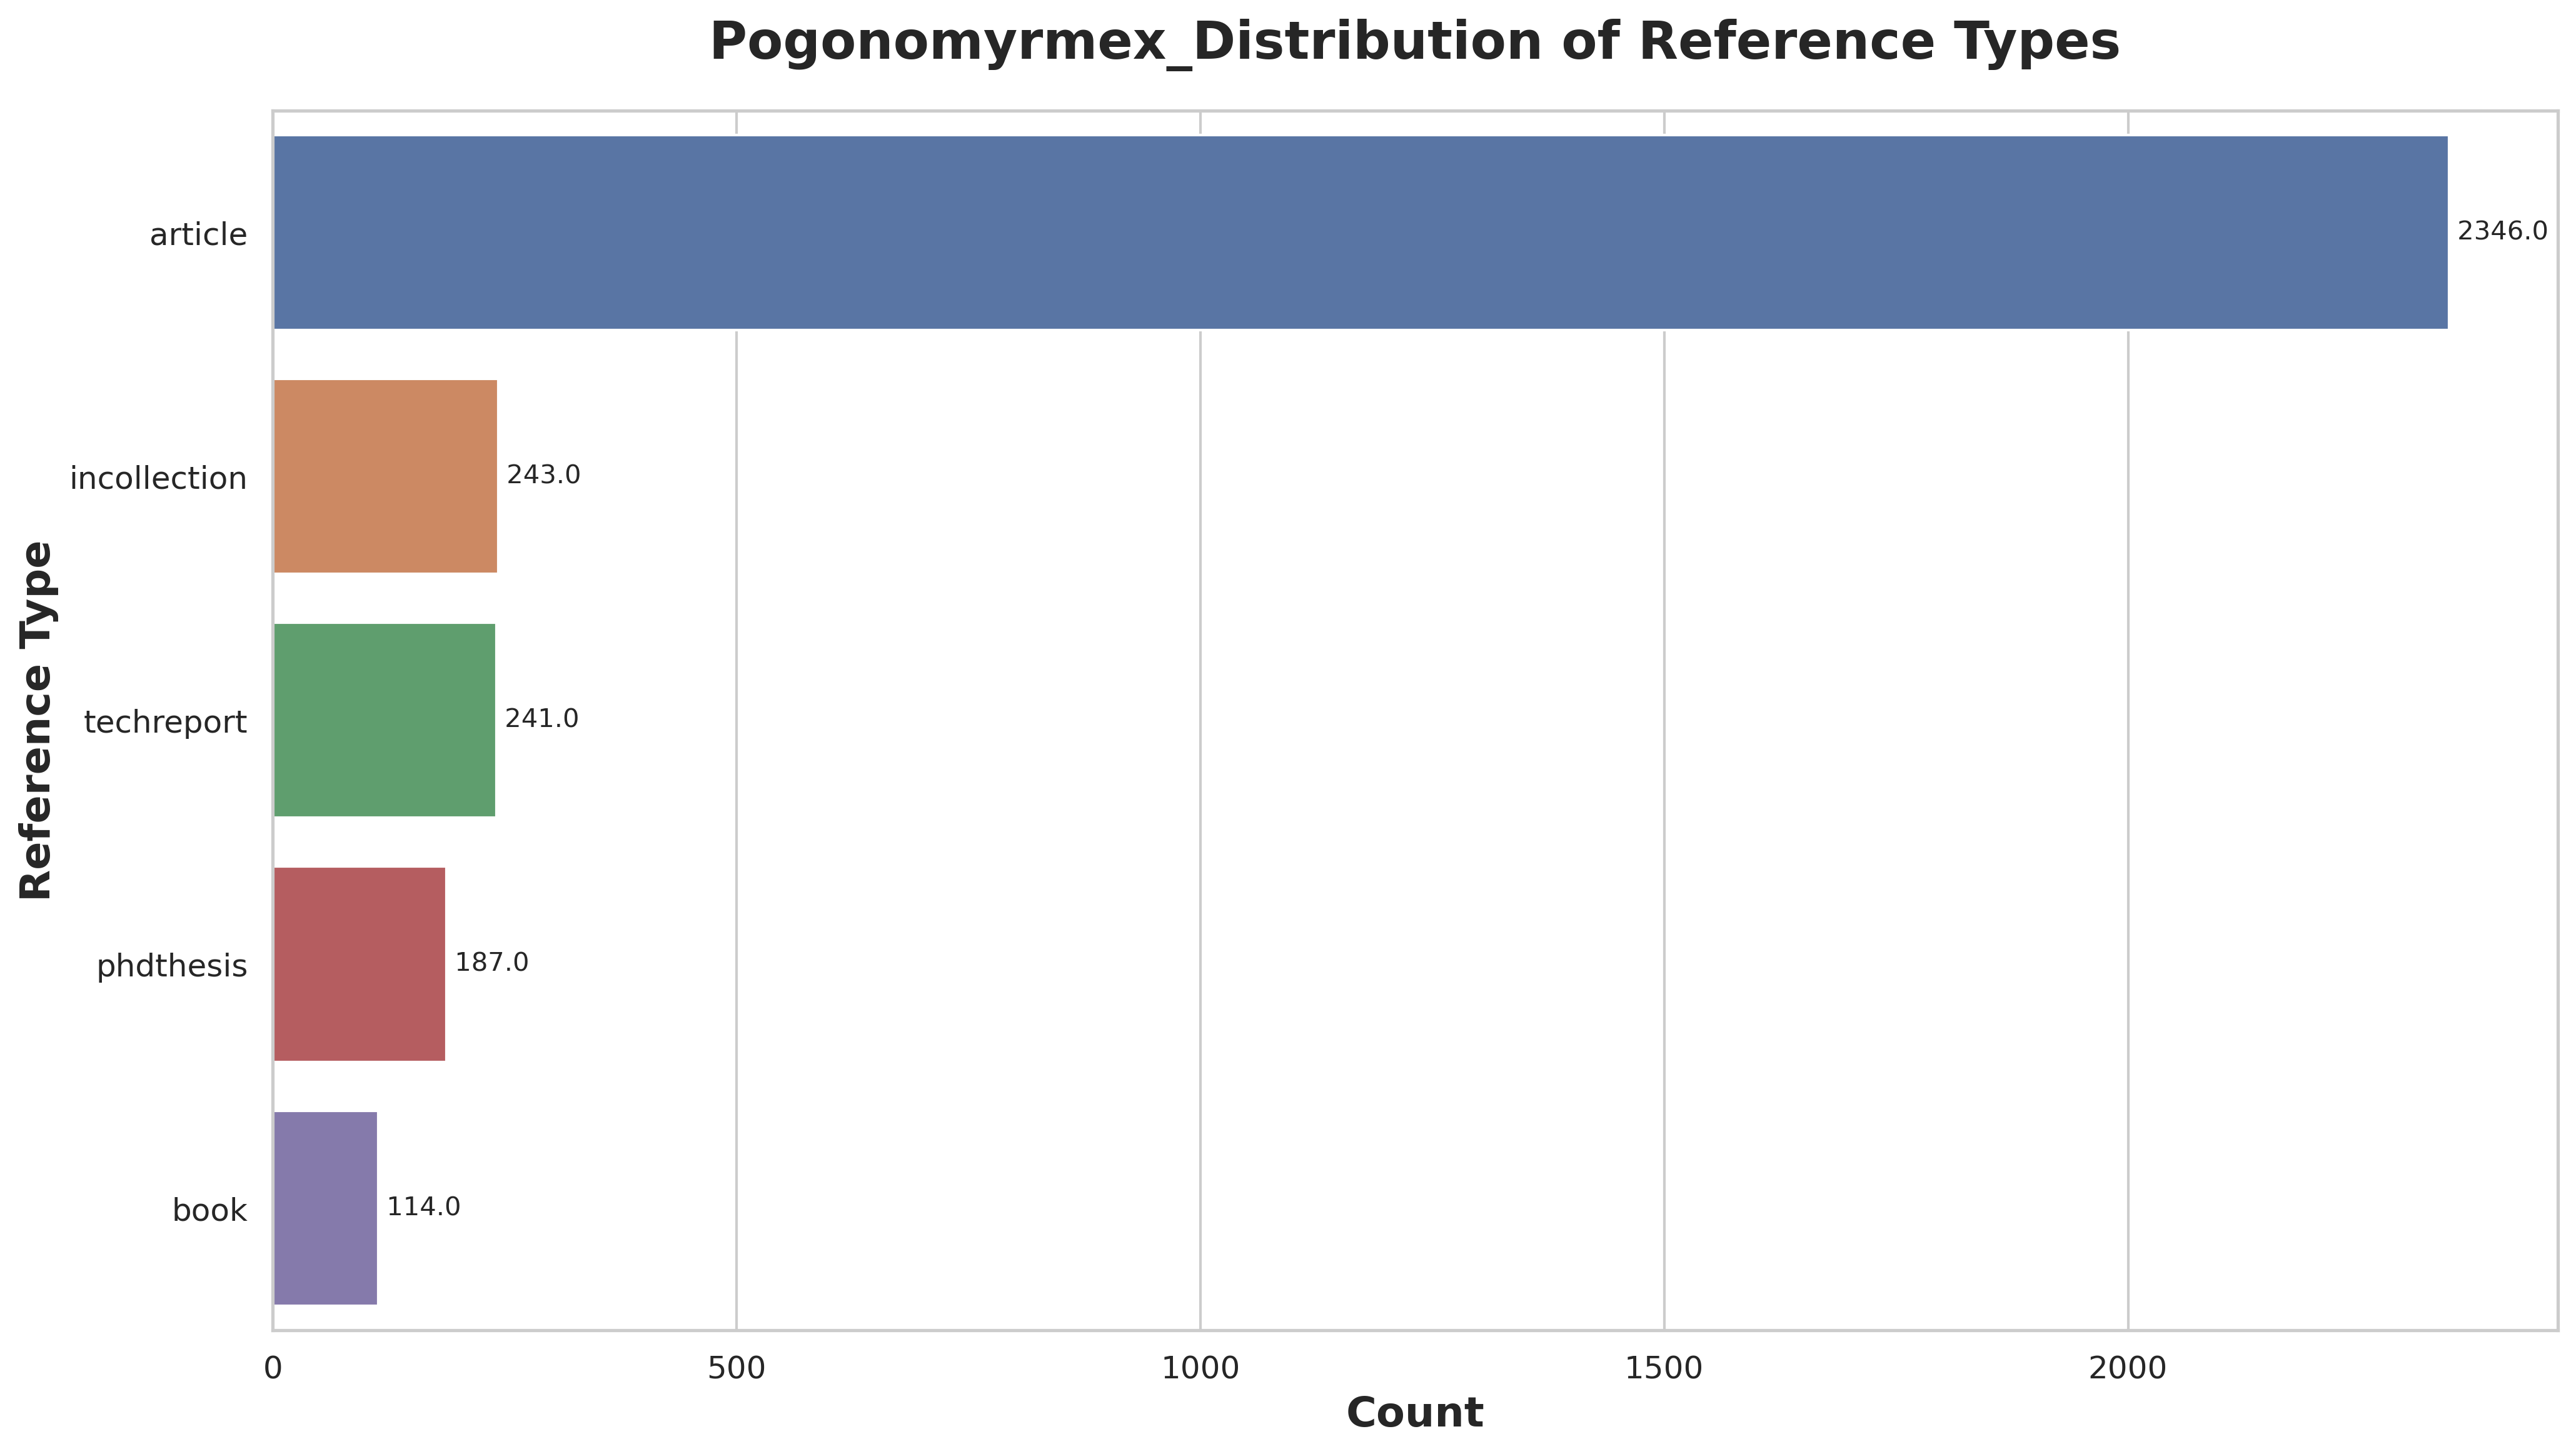 Pogonomyrmex_Distribution of Reference Types
Reference Type
article
2346.0
incollection
243.0
techreport
241.0
phdthesis
187.0
book
114.0
0 500 1000 1500 2000
Count